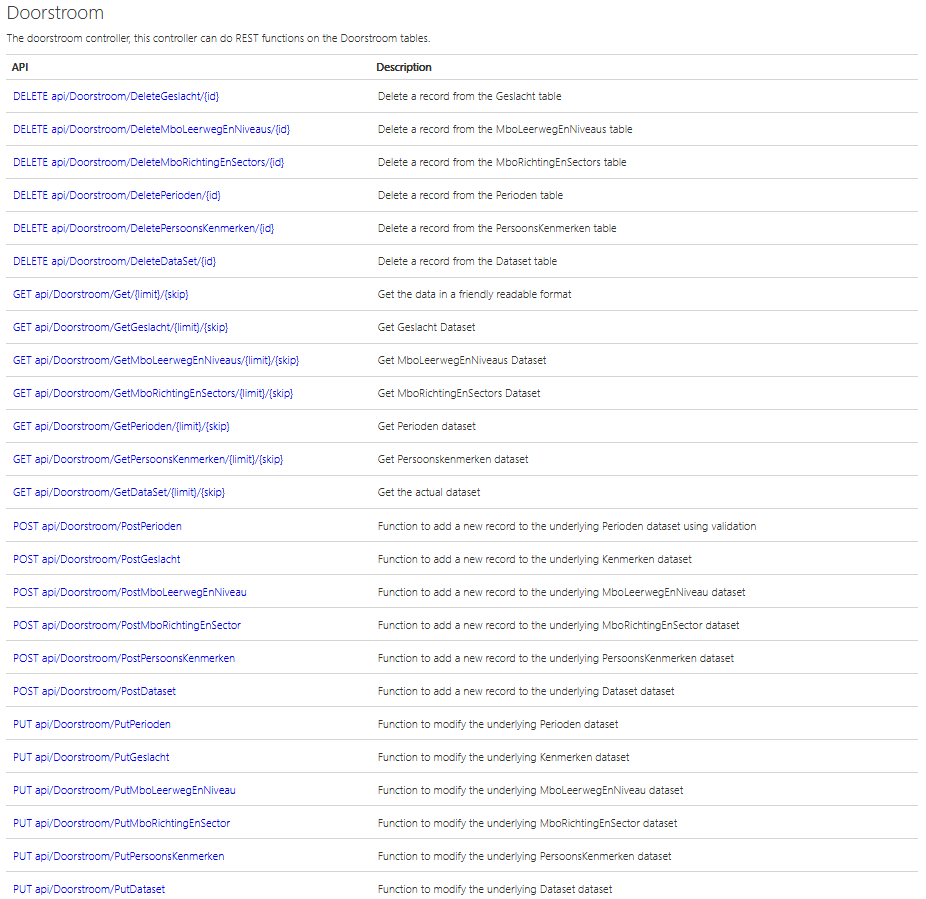 Doorstroom
The doorstroom controller, this controller can do REST functions on the Doorstroom tables.
API Description
DELETE api/Doorstroom/DeleteGeslacht/{id} Delete a record from the Geslacht table
DELETE api/Doorstroom/DeleteMboLeerwegEnNiveaus/{id} Delete a record from the MboLeerwegEnNiveaus table
DELETE api/Doorstroom/DeleteMboRichtingEnSectors/{id} Delete a record from the MboRichtingEnSectors table
DELETE api/Doorstroom/DeletePerioden/{id} Delete a record from the Perioden table
DELETE api/Doorstroom/DeletePersoonsKenmerken/{id} Delete a record from the PersoonsKenmerken table
DELETE api/Doorstroom/DeleteDataSet/{id} Delete a record from the Dataset table
GET api/Doorstroom/Get/{limit}/{skip} Get the data in a friendly readable format
GET api/Doorstroom/GetGeslacht/{limit}/{skip} Get Geslacht Dataset
GET api/Doorstroom/GetMboLeerwegEnNiveaus/{limit}/{skip} Get MboLeerwegEnNiveaus Dataset
GET api/Doorstroom/GetMboRichtingEnSectors/{limit}/{skip} Get MboRichtingEnSectors Dataset
GET api/Doorstroom/GetPerioden/{limit}/{skip} Get Perioden dataset
GET api/Doorstroom/GetPersoonsKenmerken/{limit}/{skip} Get Persoonskenmerken dataset
GET api/Doorstroom/GetDataSet/{limit}/{skip} Get the actual dataset
POST api/Doorstroom/PostPerioden Function to add a new record to the underlying Perioden dataset using validation
POST api/Doorstroom/PostGeslacht Function to add a new record to the underlying Kenmerken dataset
POST api/Doorstroom/PostMboLeerwegEnNiveau Function to add a new record to the underlying MboLeerwegEnNiveau dataset
POST api/Doorstroom/PostMboRichtingEnSector Function to add a new record to the underlying MboRichtingEnSector dataset
POST api/Doorstroom/PostPersoonsKenmerken Function to add a new record to the underlying PersoonsKenmerken dataset
POST api/Doorstroom/PostDataset Function to add a new record to the underlying Dataset dataset
PUT api/Doorstroom/PutPerioden Function to modify the underlying Perioden dataset
PUT api/Doorstroom/PutGeslacht Function to modify the underlying Kenmerken dataset
PUT api/Doorstroom/PutMboLeerwegEnNiveau Function to modify the underlying MboLeerwegEnNiveau dataset
PUT api/Doorstroom/PutMboRichtingEnSector Function to modify the underlying MboRichtingEnSector dataset
PUT api/Doorstroom/PutPersoonsKenmerken Function to modify the underlying PersoonsKenmerken dataset
PUT api/Doorstroom/PutDataset Function to modify the underlying Dataset dataset